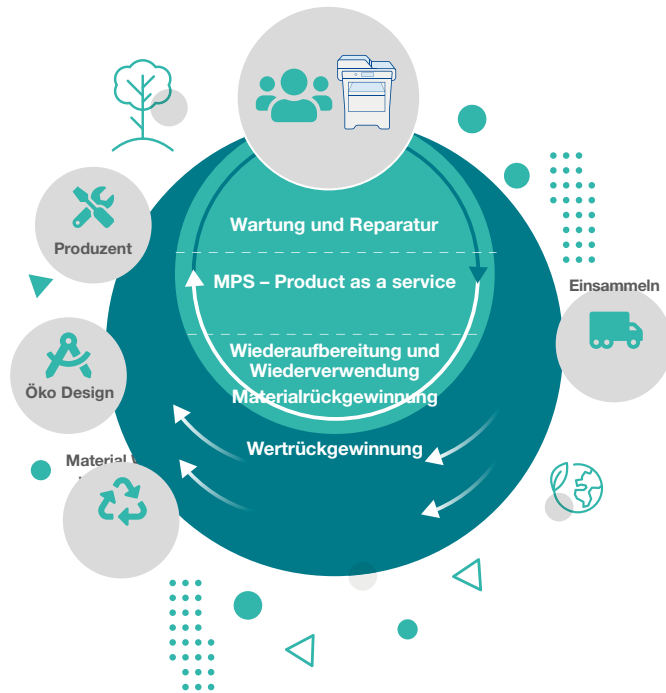 Wartung und Reparatur
Produzent
MPS – Product as a service
Einsammeln
Wiederaufbereitung und
Wiederverwendung
Öko Design
Materialrückgewinnung
Wertrückgewinnung
Material